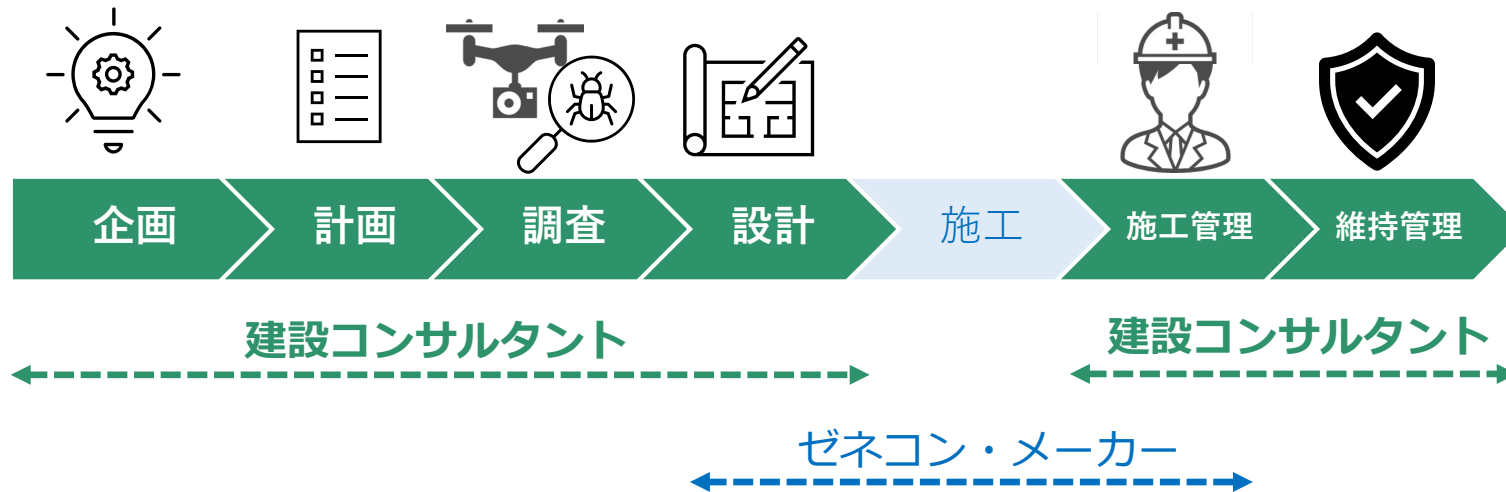 企画
計画
調査
設計
施工
施工管理
維持管理
建設コンサルタント
建設コンサルタント
ゼネコン・メーカー